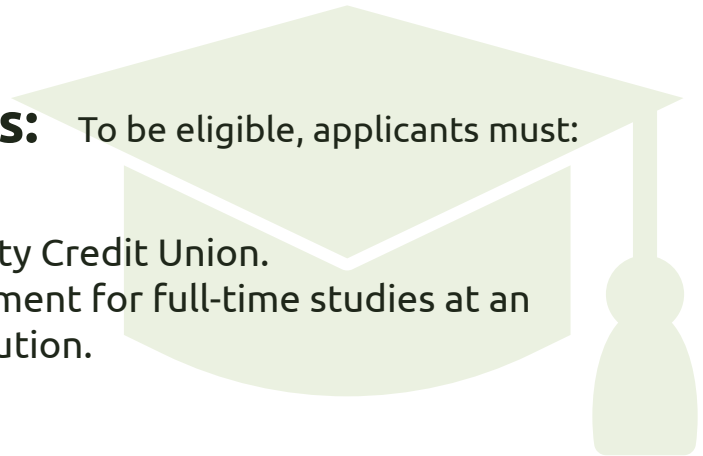 s: To be eligible, applicants must:
ty Credit Union.
ment for full-time studies at an
ution.